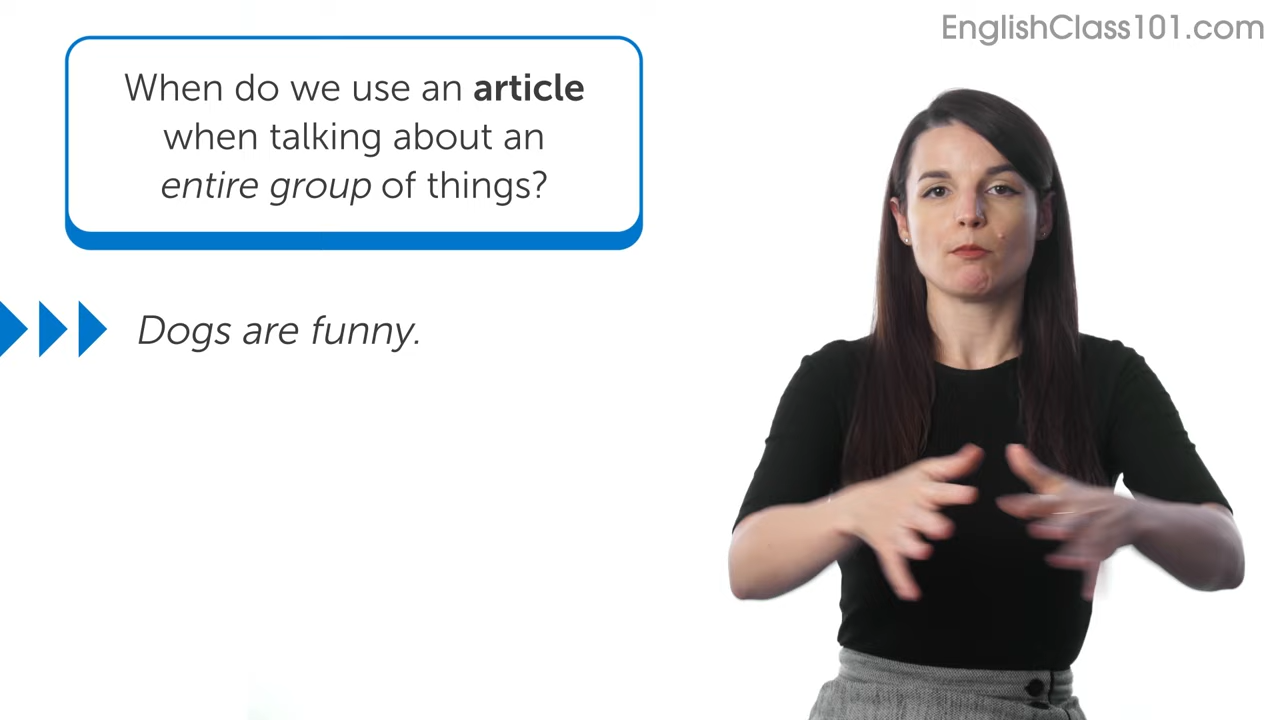 EnglishClass101.com
When do we use an article
when talking about an
entire group of things?
Dogs are funny.